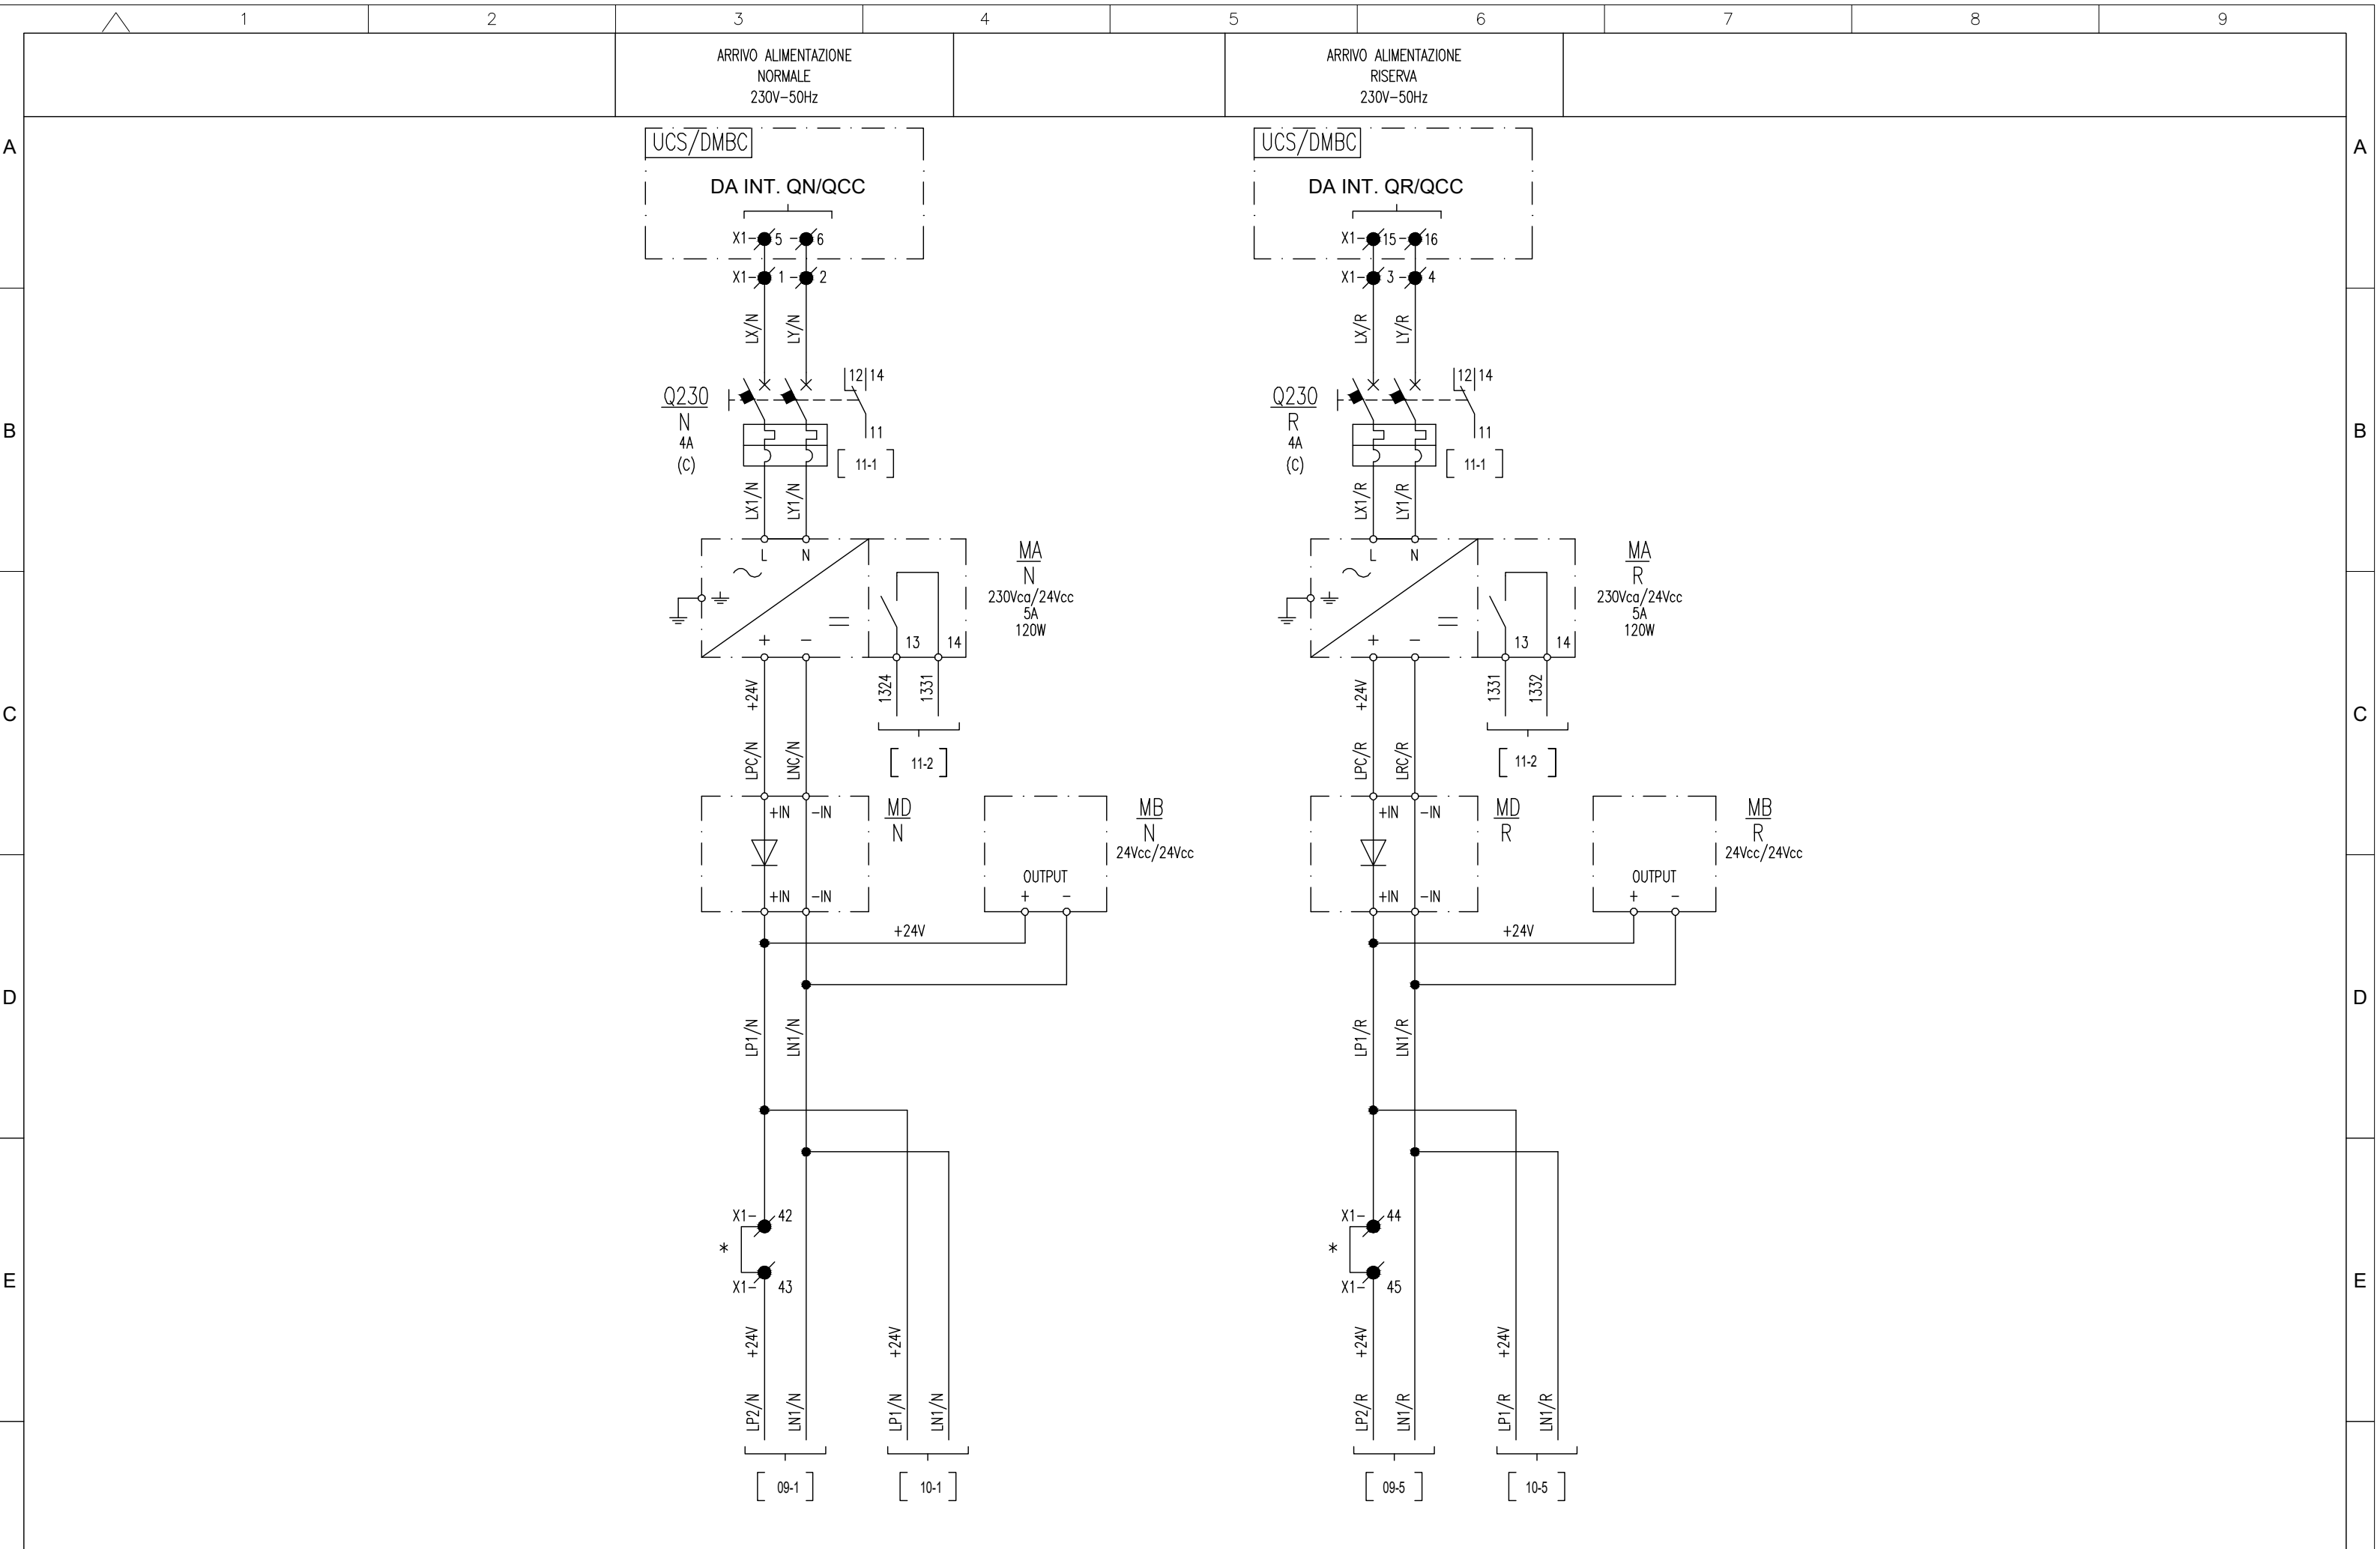 1 2 3 4 5 6 7 8 9
ARRIVO ALIMENTAZIONE
NORMALE
230V-50Hz
ARRIVO ALIMENTAZIONE
RISERVA
230V-50Hz
A A
UCS/DMBC
DA INT. QN/QCC
X1- 5 - 6
X1- 1 - 2
LX/N LY/N
Q230
N
4A
(C)
12 14
11
[ 11-1 ]
LX1/N LY1/N
L N
+ -
13 14
MA
N
230Vca/24Vcc
5A
120W
+24V
1324 1331
[ 11-2 ]
LPC/N LNC/N
+IN -IN
+IN -IN
MD
N
OUTPUT
+ -
MB
N
24Vcc/24Vcc
+24V
LP1/N LN1/N
X1- 42
*
X1- 43
+24V +24V
LP2/N LN1/N LP1/N LN1/N
[ 09-1 ] [ 10-1 ]
UCS/DMBC
DA INT. QR/QCC
X1- 15 - 16
X1- 3 - 4
LX/R LY/R
Q230
R
4A
(C)
12 14
11
[ 11-1 ]
LX1/R LY1/R
L N
+ -
13 14
MA
R
230Vca/24Vcc
5A
120W
+24V
1331 1332
[ 11-2 ]
LPC/R LRC/R
+IN -IN
+IN -IN
MD
R
OUTPUT
+ -
MB
R
24Vcc/24Vcc
+24V
LP1/R LN1/R
X1- 44
*
X1- 45
+24V +24V
LP2/R LN1/R LP1/R LN1/R
[ 09-5 ] [ 10-5 ]
B B
C C
D D
E E